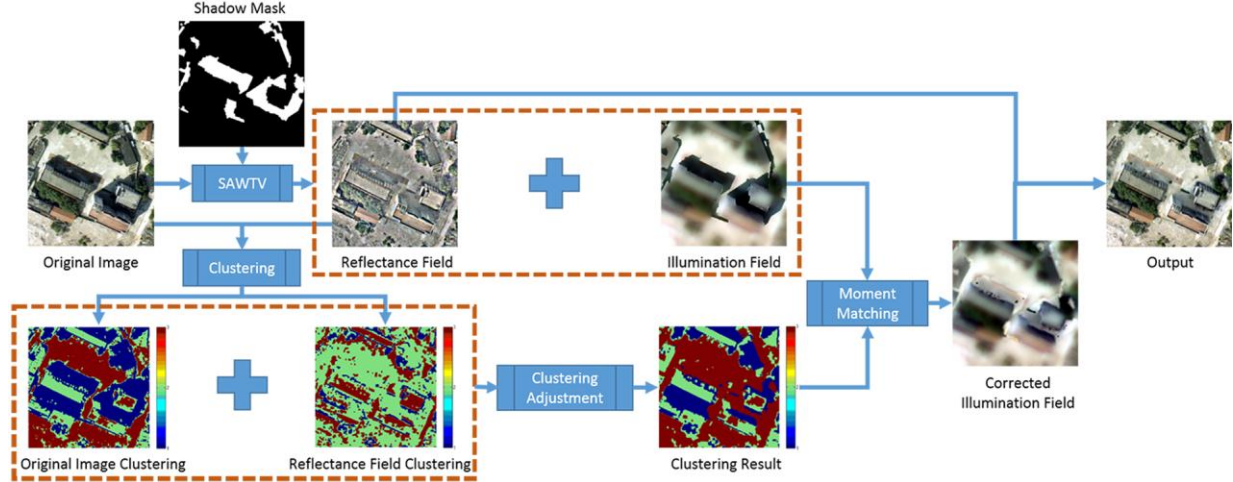 Shadow Mask
SAWTV
Original Image
Clustering
Reflectance Field
Illumination Field
Output
Moment
Matching
Corrected
Illumination Field
Clustering
Adjustment
Original Image Clustering
Reflectance Field Clustering
Clustering Result